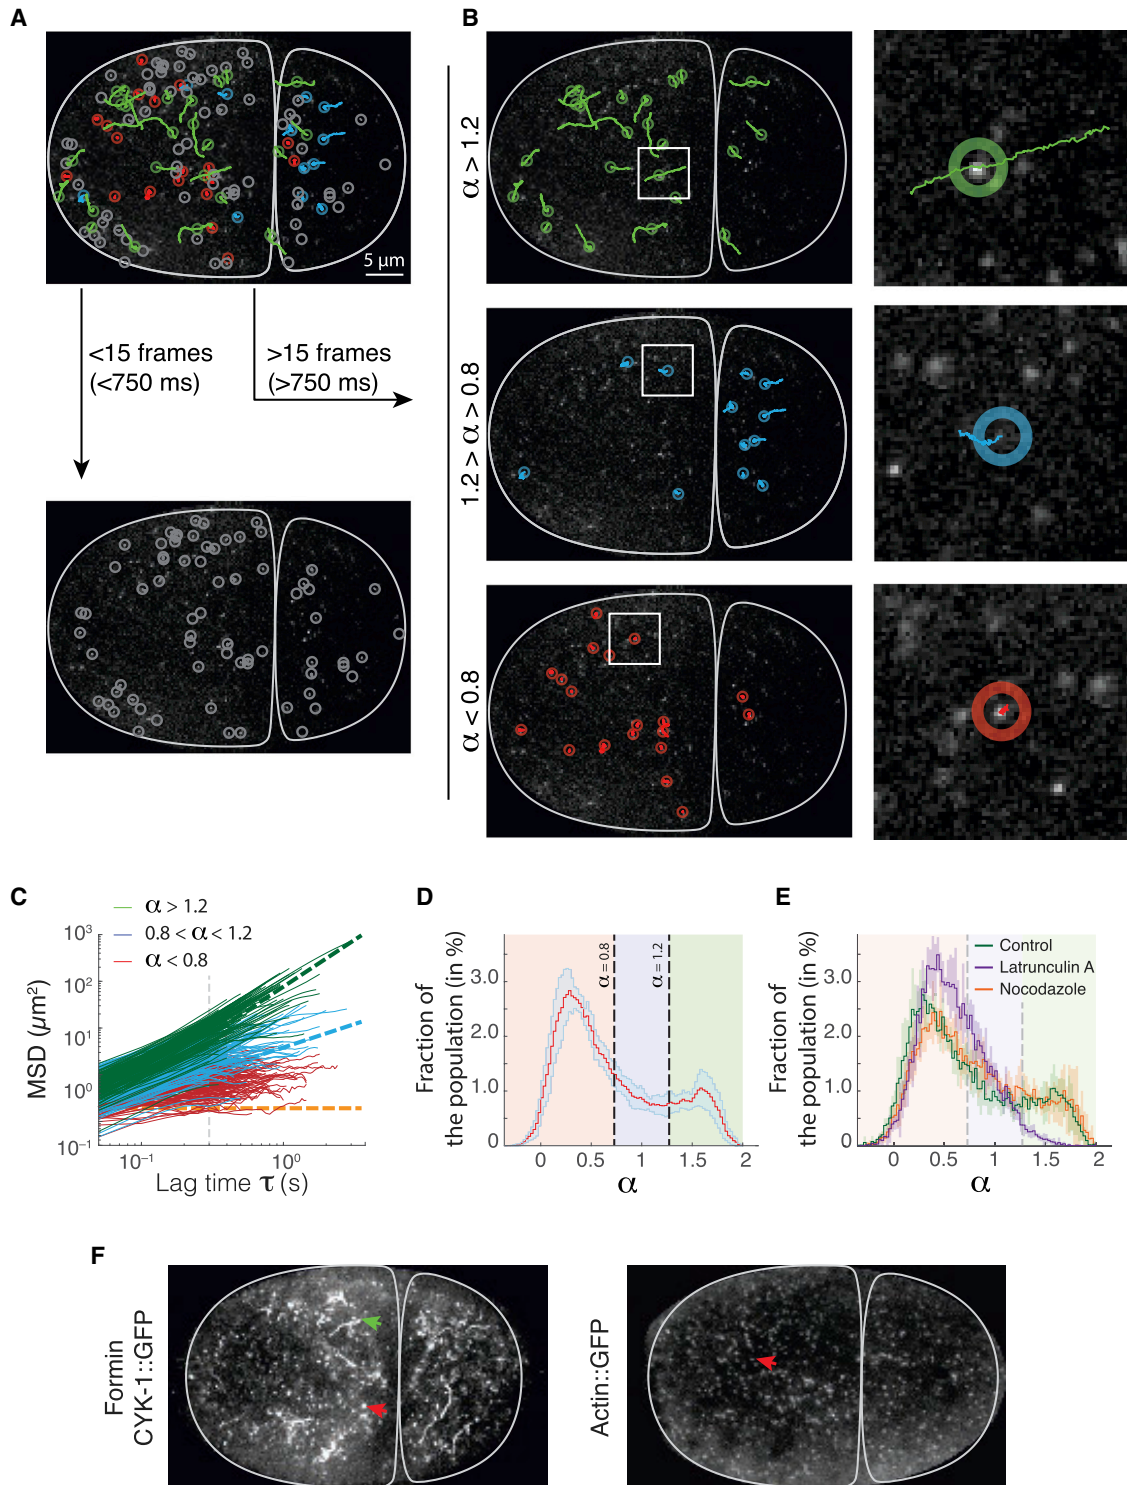 A
5 µm
<15 frames
(<750 ms)
>15 frames
(>750 ms)
B
α > 1.2
1.2 > α > 0.8
α < 0.8
C
α > 1.2
0.8 < α < 1.2
α < 0.8
MSD (µm²)
10³
10²
10¹
10⁰
10⁻¹
10⁻¹
10⁰
Lag time τ (s)
D
Fraction of
the population (in %)
3.0
2.0
1.0
0
α = 0.8
α = 1.2
0
0.5
1
1.5
2
α
E
Fraction of
the population (in %)
3.0
2.0
1.0
0
Control
Latrunculin A
Nocodazole
0
0.5
1
1.5
2
α
F
Formin
CYK-1::GFP
Actin::GFP